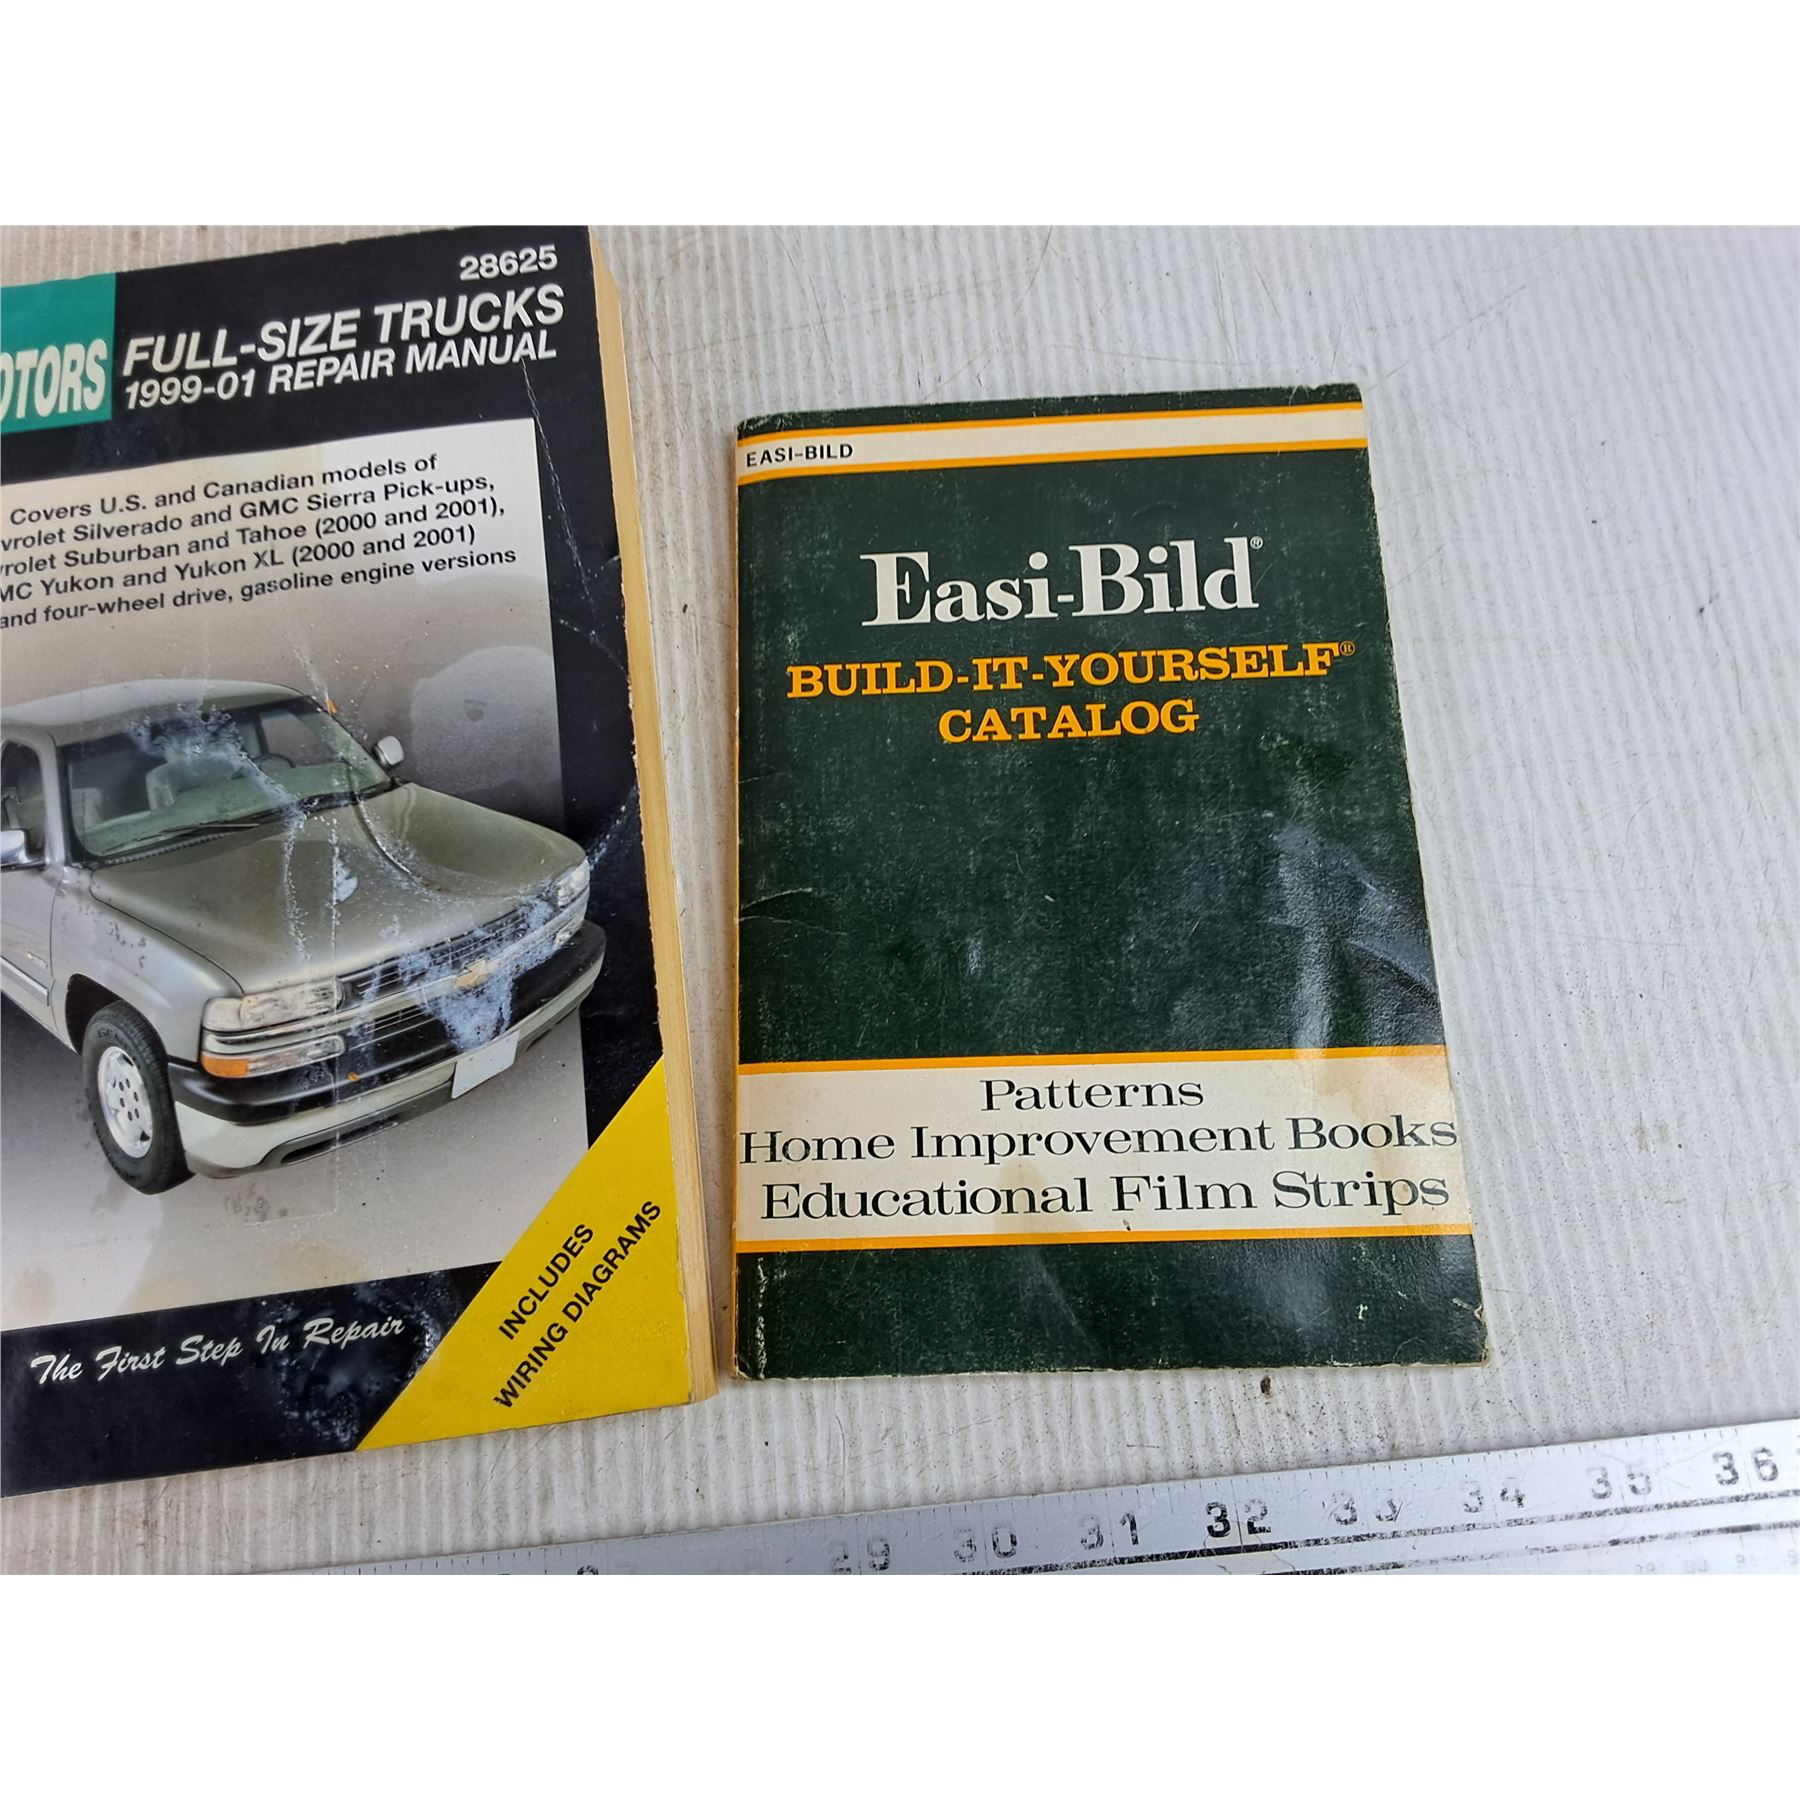 28625
OTORS
FULL-SIZE TRUCKS
1999-01 REPAIR MANUAL
Covers U.S. and Canadian models of
vrolet Silverado and GMC Sierra Pick-ups,
rolet Suburban and Tahoe (2000 and 2001),
MC Yukon and Yukon XL (2000 and 2001)
and four-wheel drive, gasoline engine versions
INCLUDES
WIRING DIAGRAMS
The First Step In Repair
EASI-BILD
Easi-Bild®
BUILD-IT-YOURSELF®
CATALOG
Patterns
Home Improvement Books
Educational Film Strips
29 30 31 32 33 34 35 36